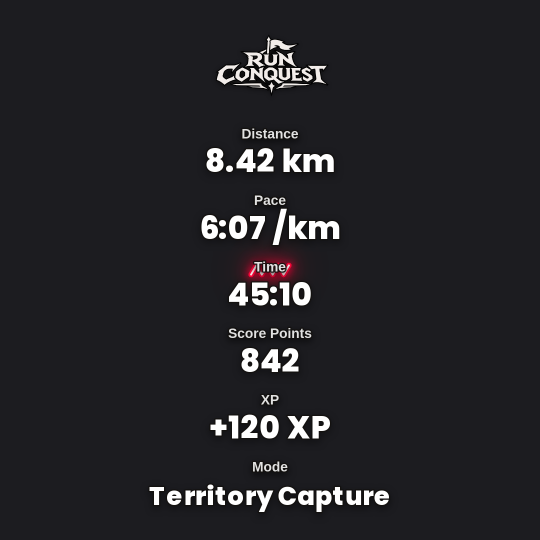 RUN
CONQUEST
Distance
8.42 km
Pace
6:07 /km
Time
45:10
Score Points
842
XP
+120 XP
Mode
Territory Capture